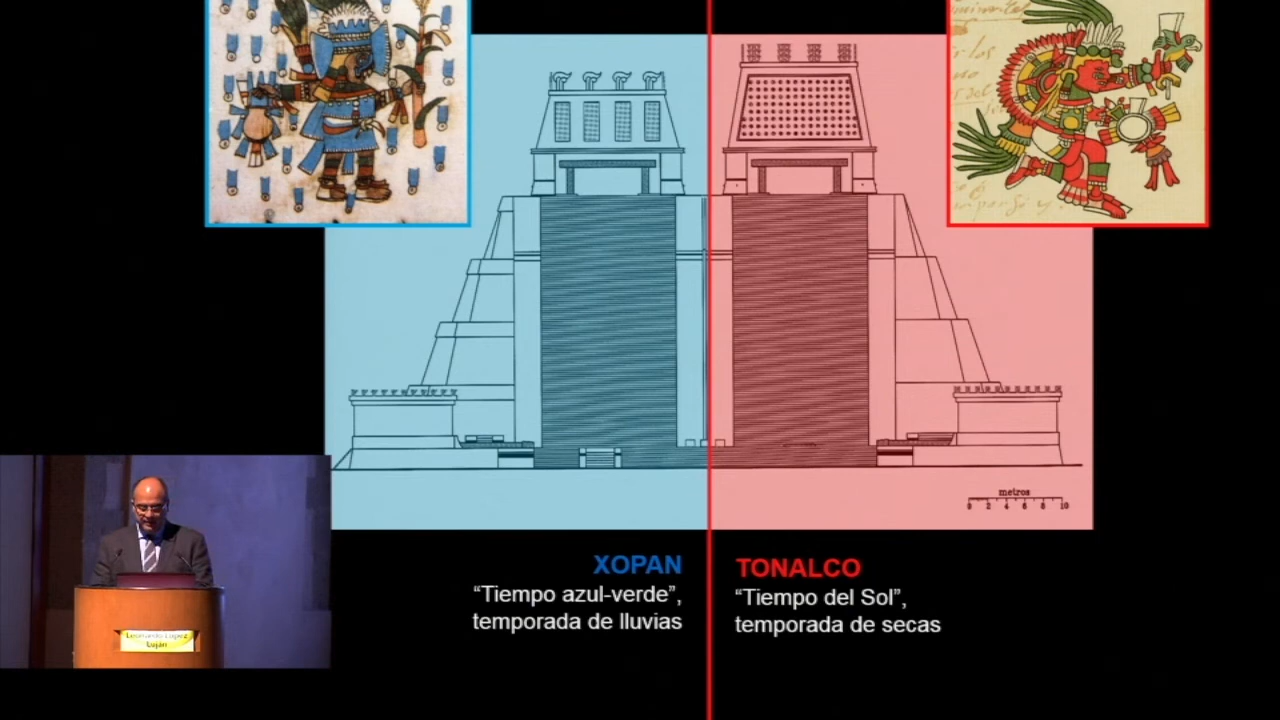 metros
0 2 4 6 8 10
XOPAN
“Tiempo azul-verde”,
temporada de lluvias
TONALCO
“Tiempo del Sol”,
temporada de secas
Leonardo López
Luján